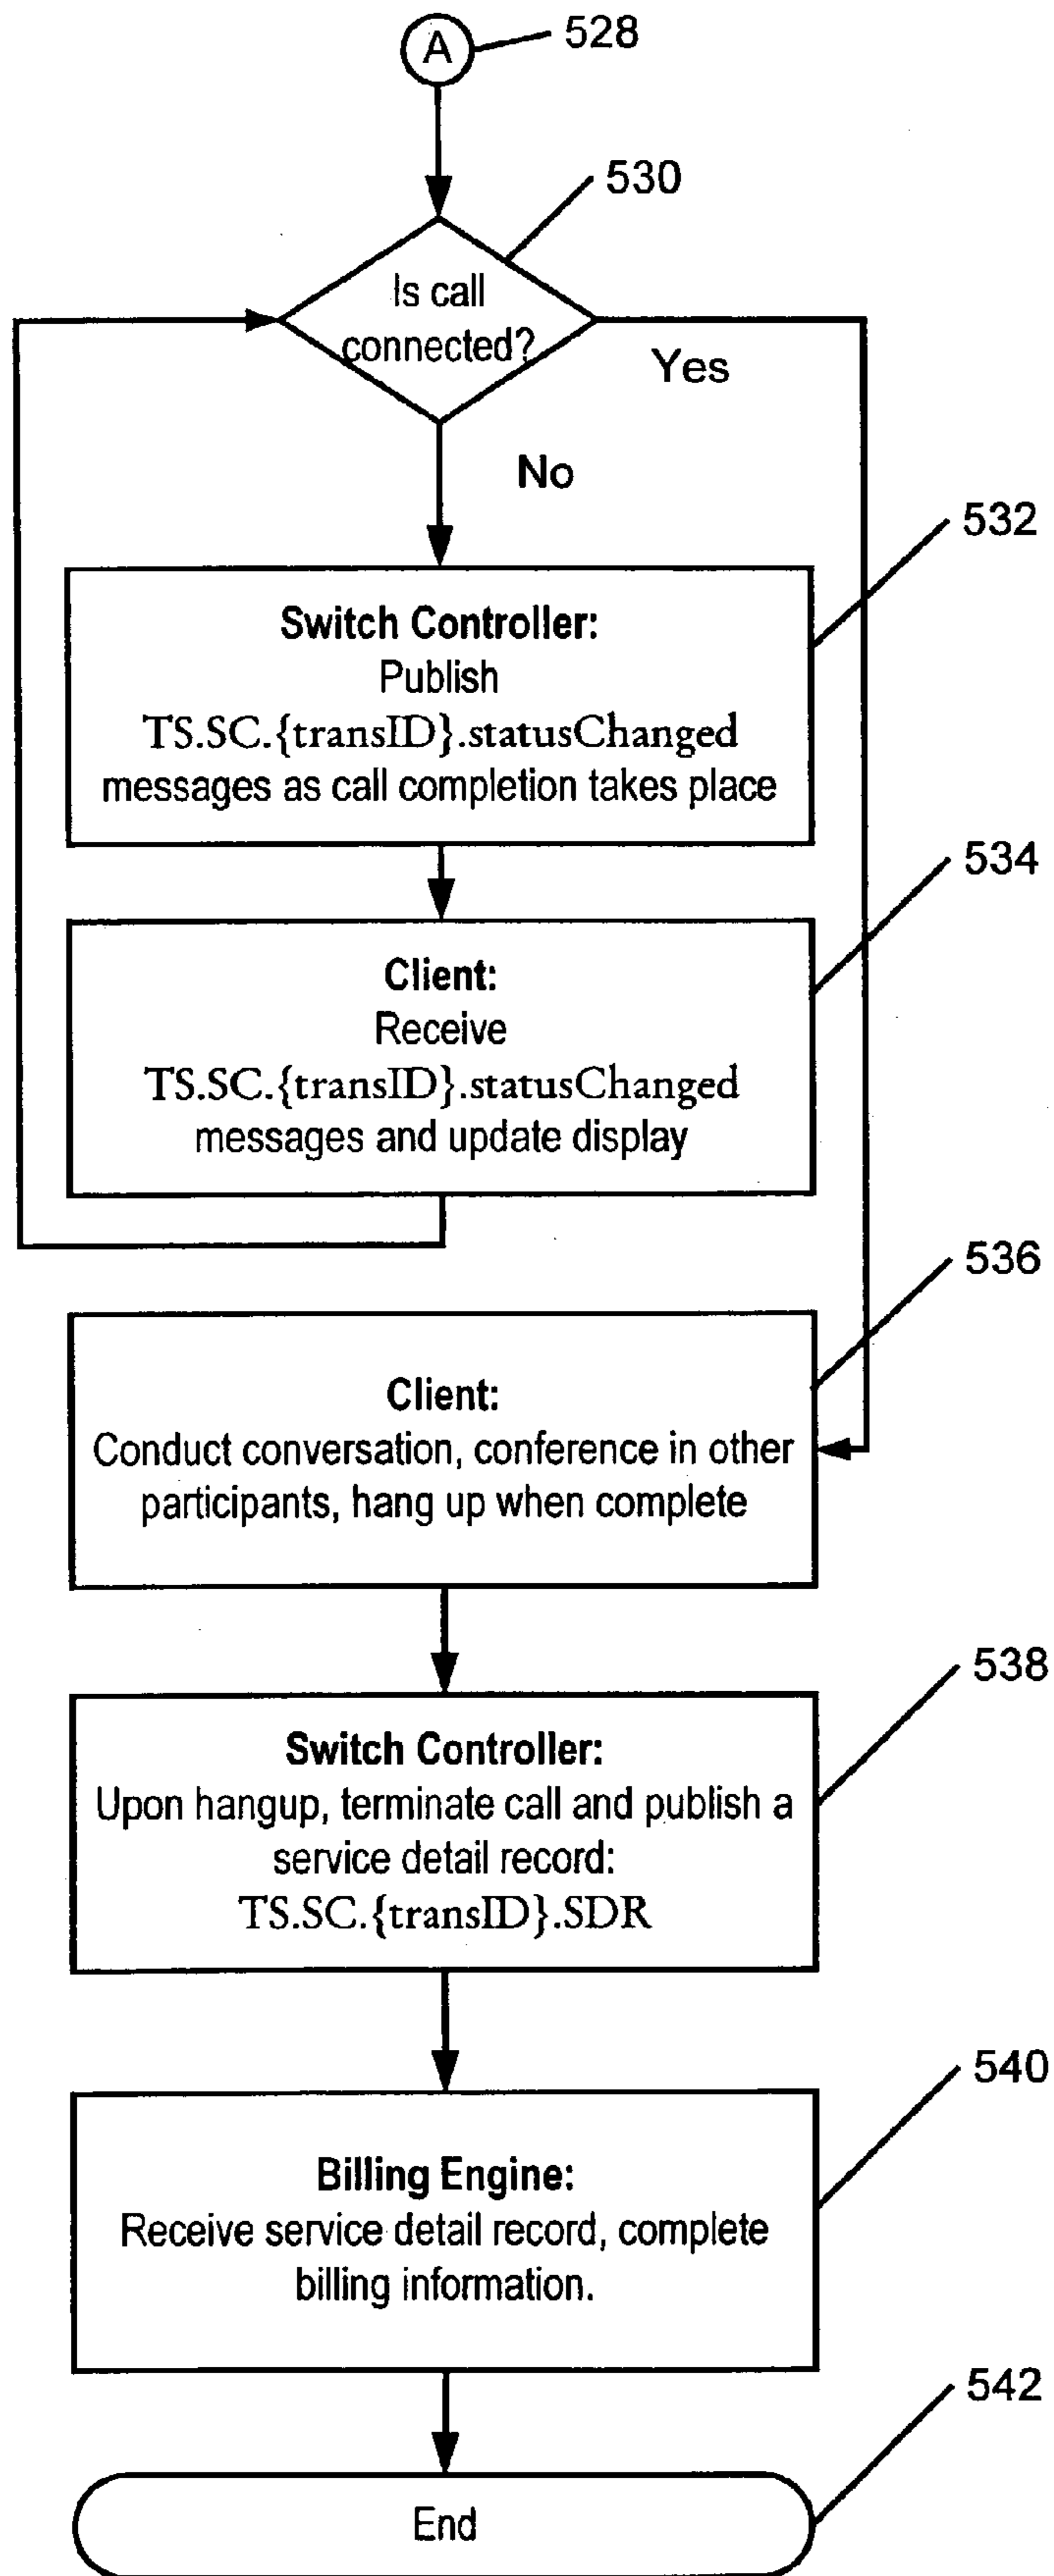 A
528
530
Is call
connected?
Yes
No
532
Switch Controller:
Publish
TS.SC.{transID}.statusChanged
messages as call completion takes place
534
Client:
Receive
TS.SC.{transID}.statusChanged
messages and update display
536
Client:
Conduct conversation, conference in other
participants, hang up when complete
538
Switch Controller:
Upon hangup, terminate call and publish a
service detail record:
TS.SC.{transID}.SDR
540
Billing Engine:
Receive service detail record, complete
billing information.
542
End